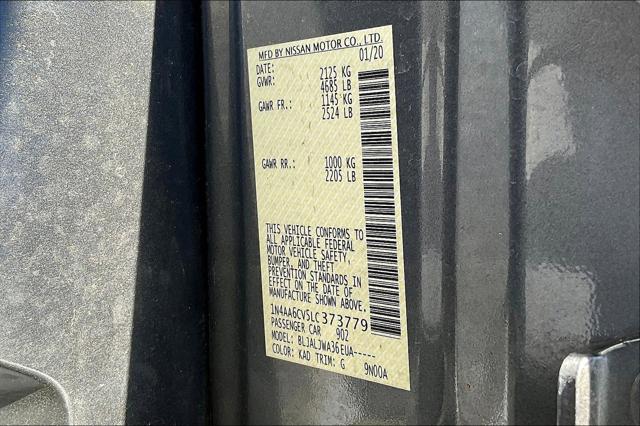 MFD BY NISSAN MOTOR CO., LTD.
DATE: 01/20
GVWR: 2125 KG
4685 LB
GAWR FR.: 1145 KG
2524 LB
GAWR RR.: 1000 KG
2205 LB
THIS VEHICLE CONFORMS TO
ALL APPLICABLE FEDERAL
MOTOR VEHICLE SAFETY,
BUMPER, AND THEFT
PREVENTION STANDARDS IN
EFFECT ON THE DATE OF
MANUFACTURE SHOWN ABOVE.
1N4AA6CV5LC373779
PASSENGER CAR 902
MODEL: BLJALJWA36EUA-----
COLOR: KAD TRIM: G 9N00A